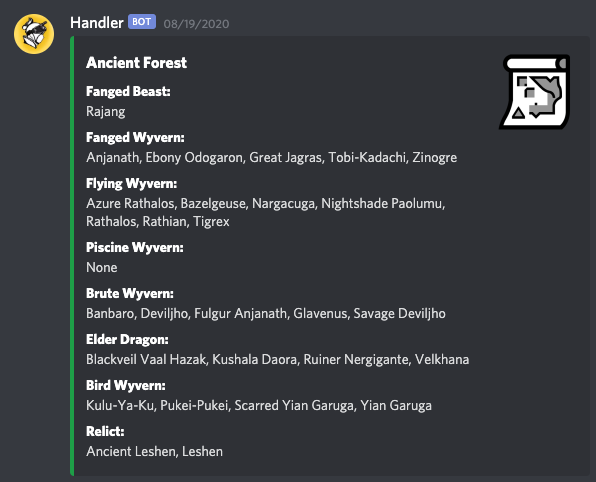 Handler BOT 08/19/2020
Ancient Forest
Fanged Beast:
Rajang
Fanged Wyvern:
Anjanath, Ebony Odogaron, Great Jagras, Tobi-Kadachi, Zinogre
Flying Wyvern:
Azure Rathalos, Bazelgeuse, Nargacuga, Nightshade Paolumu,
Rathalos, Rathian, Tigrex
Piscine Wyvern:
None
Brute Wyvern:
Banbaro, Deviljho, Fulgur Anjanath, Glavenus, Savage Deviljho
Elder Dragon:
Blackveil Vaal Hazak, Kushala Daora, Ruiner Nergigante, Velkhana
Bird Wyvern:
Kulu-Ya-Ku, Pukei-Pukei, Scarred Yian Garuga, Yian Garuga
Relict:
Ancient Leshen, Leshen